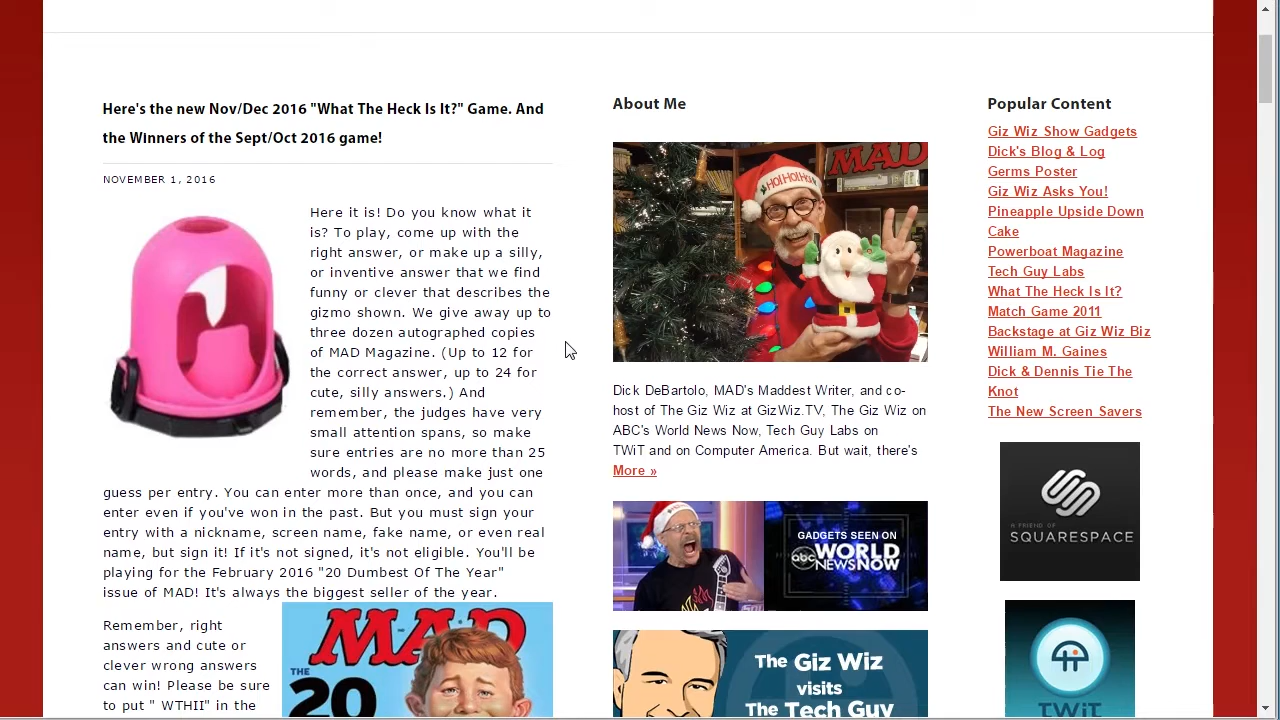 Here's the new Nov/Dec 2016 "What The Heck Is It?" Game. And
the Winners of the Sept/Oct 2016 game!
NOVEMBER 1, 2016
Here it is! Do you know what it
is? To play, come up with the
right answer, or make up a silly,
or inventive answer that we find
funny or clever that describes the
gizmo shown. We give away up to
three dozen autographed copies
of MAD Magazine. (Up to 12 for
the correct answer, up to 24 for
cute, silly answers.) And
remember, the judges have very
small attention spans, so make
sure entries are no more than 25
words, and please make just one
guess per entry. You can enter more than once, and you can
enter even if you've won in the past. But you must sign your
entry with a nickname, screen name, fake name, or even real
name, but sign it! If it's not signed, it's not eligible. You'll be
playing for the February 2016 "20 Dumbest Of The Year"
issue of MAD! It's always the biggest seller of the year.
Remember, right
answers and cute or
clever wrong answers
can win! Please be sure
to put " WTHII" in the
MAD
THE
20
About Me
HO! HO! HO!
MAD
Dick DeBartolo, MAD's Maddest Writer, and co-
host of The Giz Wiz at GizWiz.TV, The Giz Wiz on
ABC's World News Now, Tech Guy Labs on
TWiT and on Computer America. But wait, there's
More »
GADGETS SEEN ON
abc WORLD
NEWS NOW
The Giz Wiz
visits
The Tech Guy
Popular Content
Giz Wiz Show Gadgets
Dick's Blog & Log
Germs Poster
Giz Wiz Asks You!
Pineapple Upside Down
Cake
Powerboat Magazine
Tech Guy Labs
What The Heck Is It?
Match Game 2011
Backstage at Giz Wiz Biz
William M. Gaines
Dick & Dennis Tie The
Knot
The New Screen Savers
A FRIEND OF
SQUARESPACE
TWiT